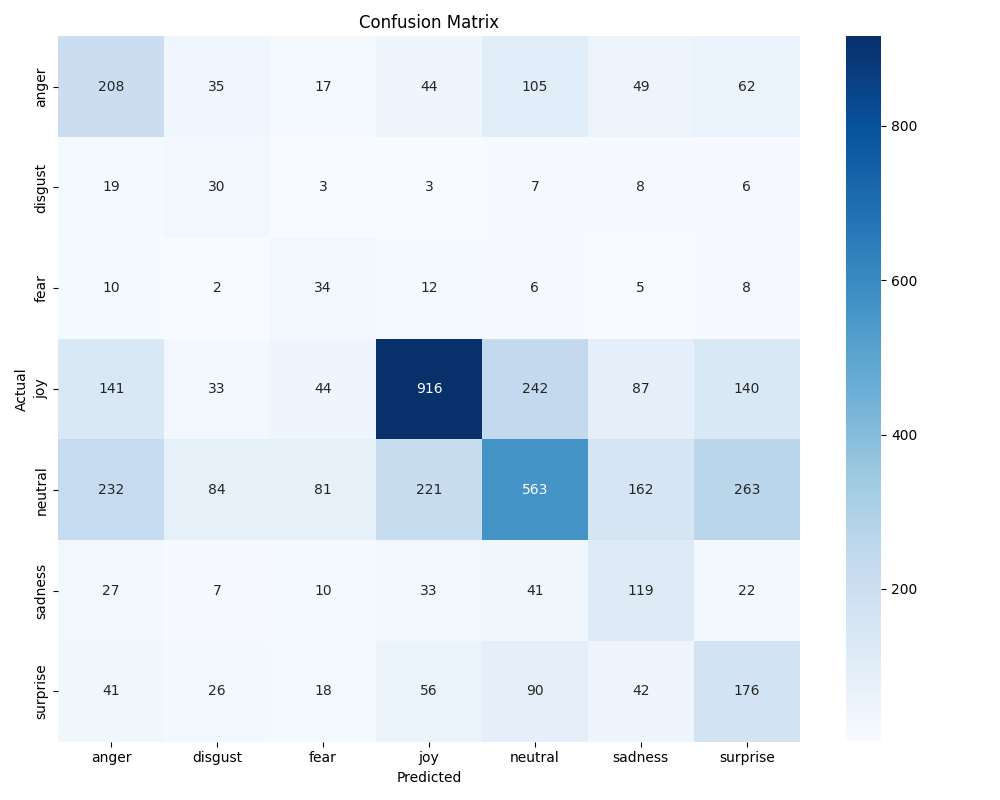 Confusion Matrix
Actual
anger 208 35 17 44 105 49 62
disgust 19 30 3 3 7 8 6
fear 10 2 34 12 6 5 8
joy 141 33 44 916 242 87 140
neutral 232 84 81 221 563 162 263
sadness 27 7 10 33 41 119 22
surprise 41 26 18 56 90 42 176
anger disgust fear joy neutral sadness surprise
Predicted
800
600
400
200